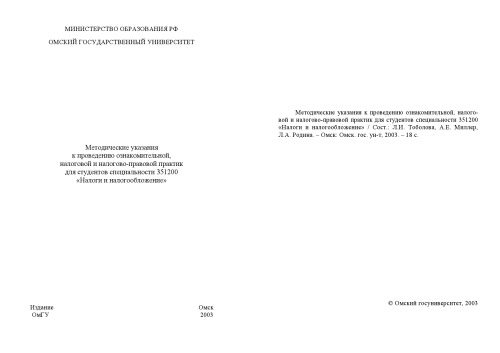 МИНИСТЕРСТВО ОБРАЗОВАНИЯ РФ
ОМСКИЙ ГОСУДАРСТВЕННЫЙ УНИВЕРСИТЕТ
Методические указания
к проведению ознакомительной,
налоговой и налогово-правовой практик
для студентов специальности 351200
«Налоги и налогообложение»
Издание Омск
ОмГУ 2003
Методические указания к проведению ознакомительной, налого-
вой и налогово-правовой практик для студентов специальности 351200
«Налоги и налогообложение» / Сост.: Л.И. Тоболова, А.Е. Миллер,
Л.А. Родина. – Омск: Омск. гос. ун-т, 2003. – 18 с.
© Омский госуниверситет, 2003